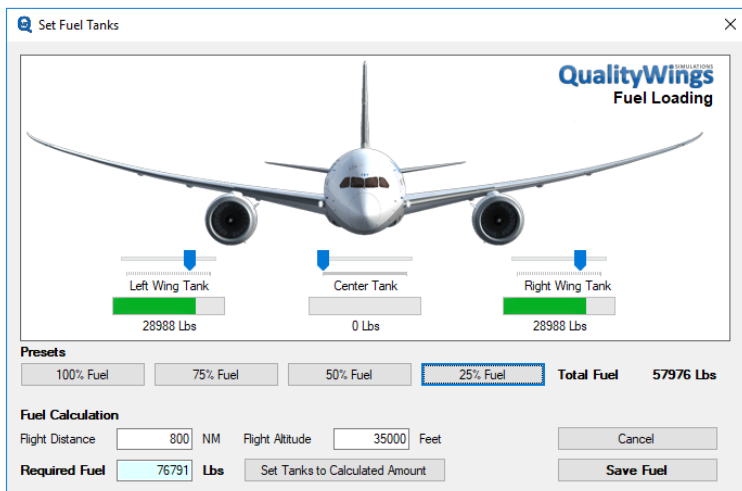 Set Fuel Tanks
QualityWings
SIMULATIONS
Fuel Loading
Left Wing Tank
Center Tank
Right Wing Tank
28988 Lbs
0 Lbs
28988 Lbs
Presets
100% Fuel
75% Fuel
50% Fuel
25% Fuel
Total Fuel 57976 Lbs
Fuel Calculation
Flight Distance 800 NM Flight Altitude 35000 Feet
Cancel
Required Fuel 76791 Lbs
Set Tanks to Calculated Amount
Save Fuel